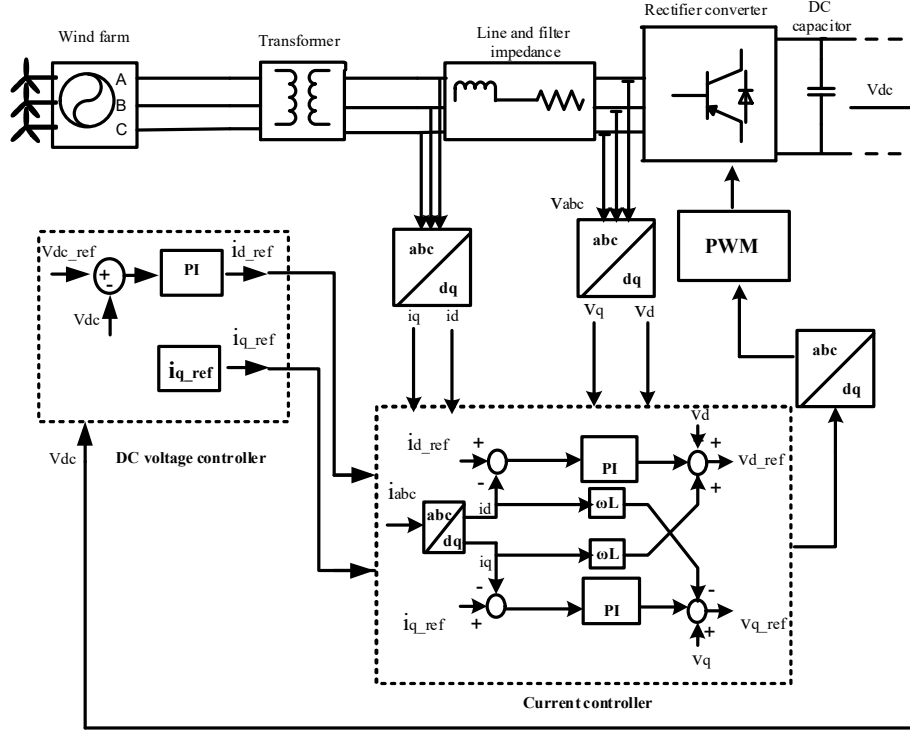 Wind farm
Transformer
Line and filter
impedance
Rectifier converter
DC
capacitor
A
B
C
Vdc
Vabc
abc
dq
abc
dq
PWM
iq
id
Vq
Vd
Vdc_ref
+
-
Vdc
PI
id_ref
iq_ref
iq_ref
DC voltage controller
Vdc
abc
dq
id_ref
+
-
PI
Vd
+
+
+
Vd_ref
iabc
abc
dq
id
iq
ωL
ωL
iq_ref
-
+
PI
-
+
+
Vq
Vq_ref
Current controller